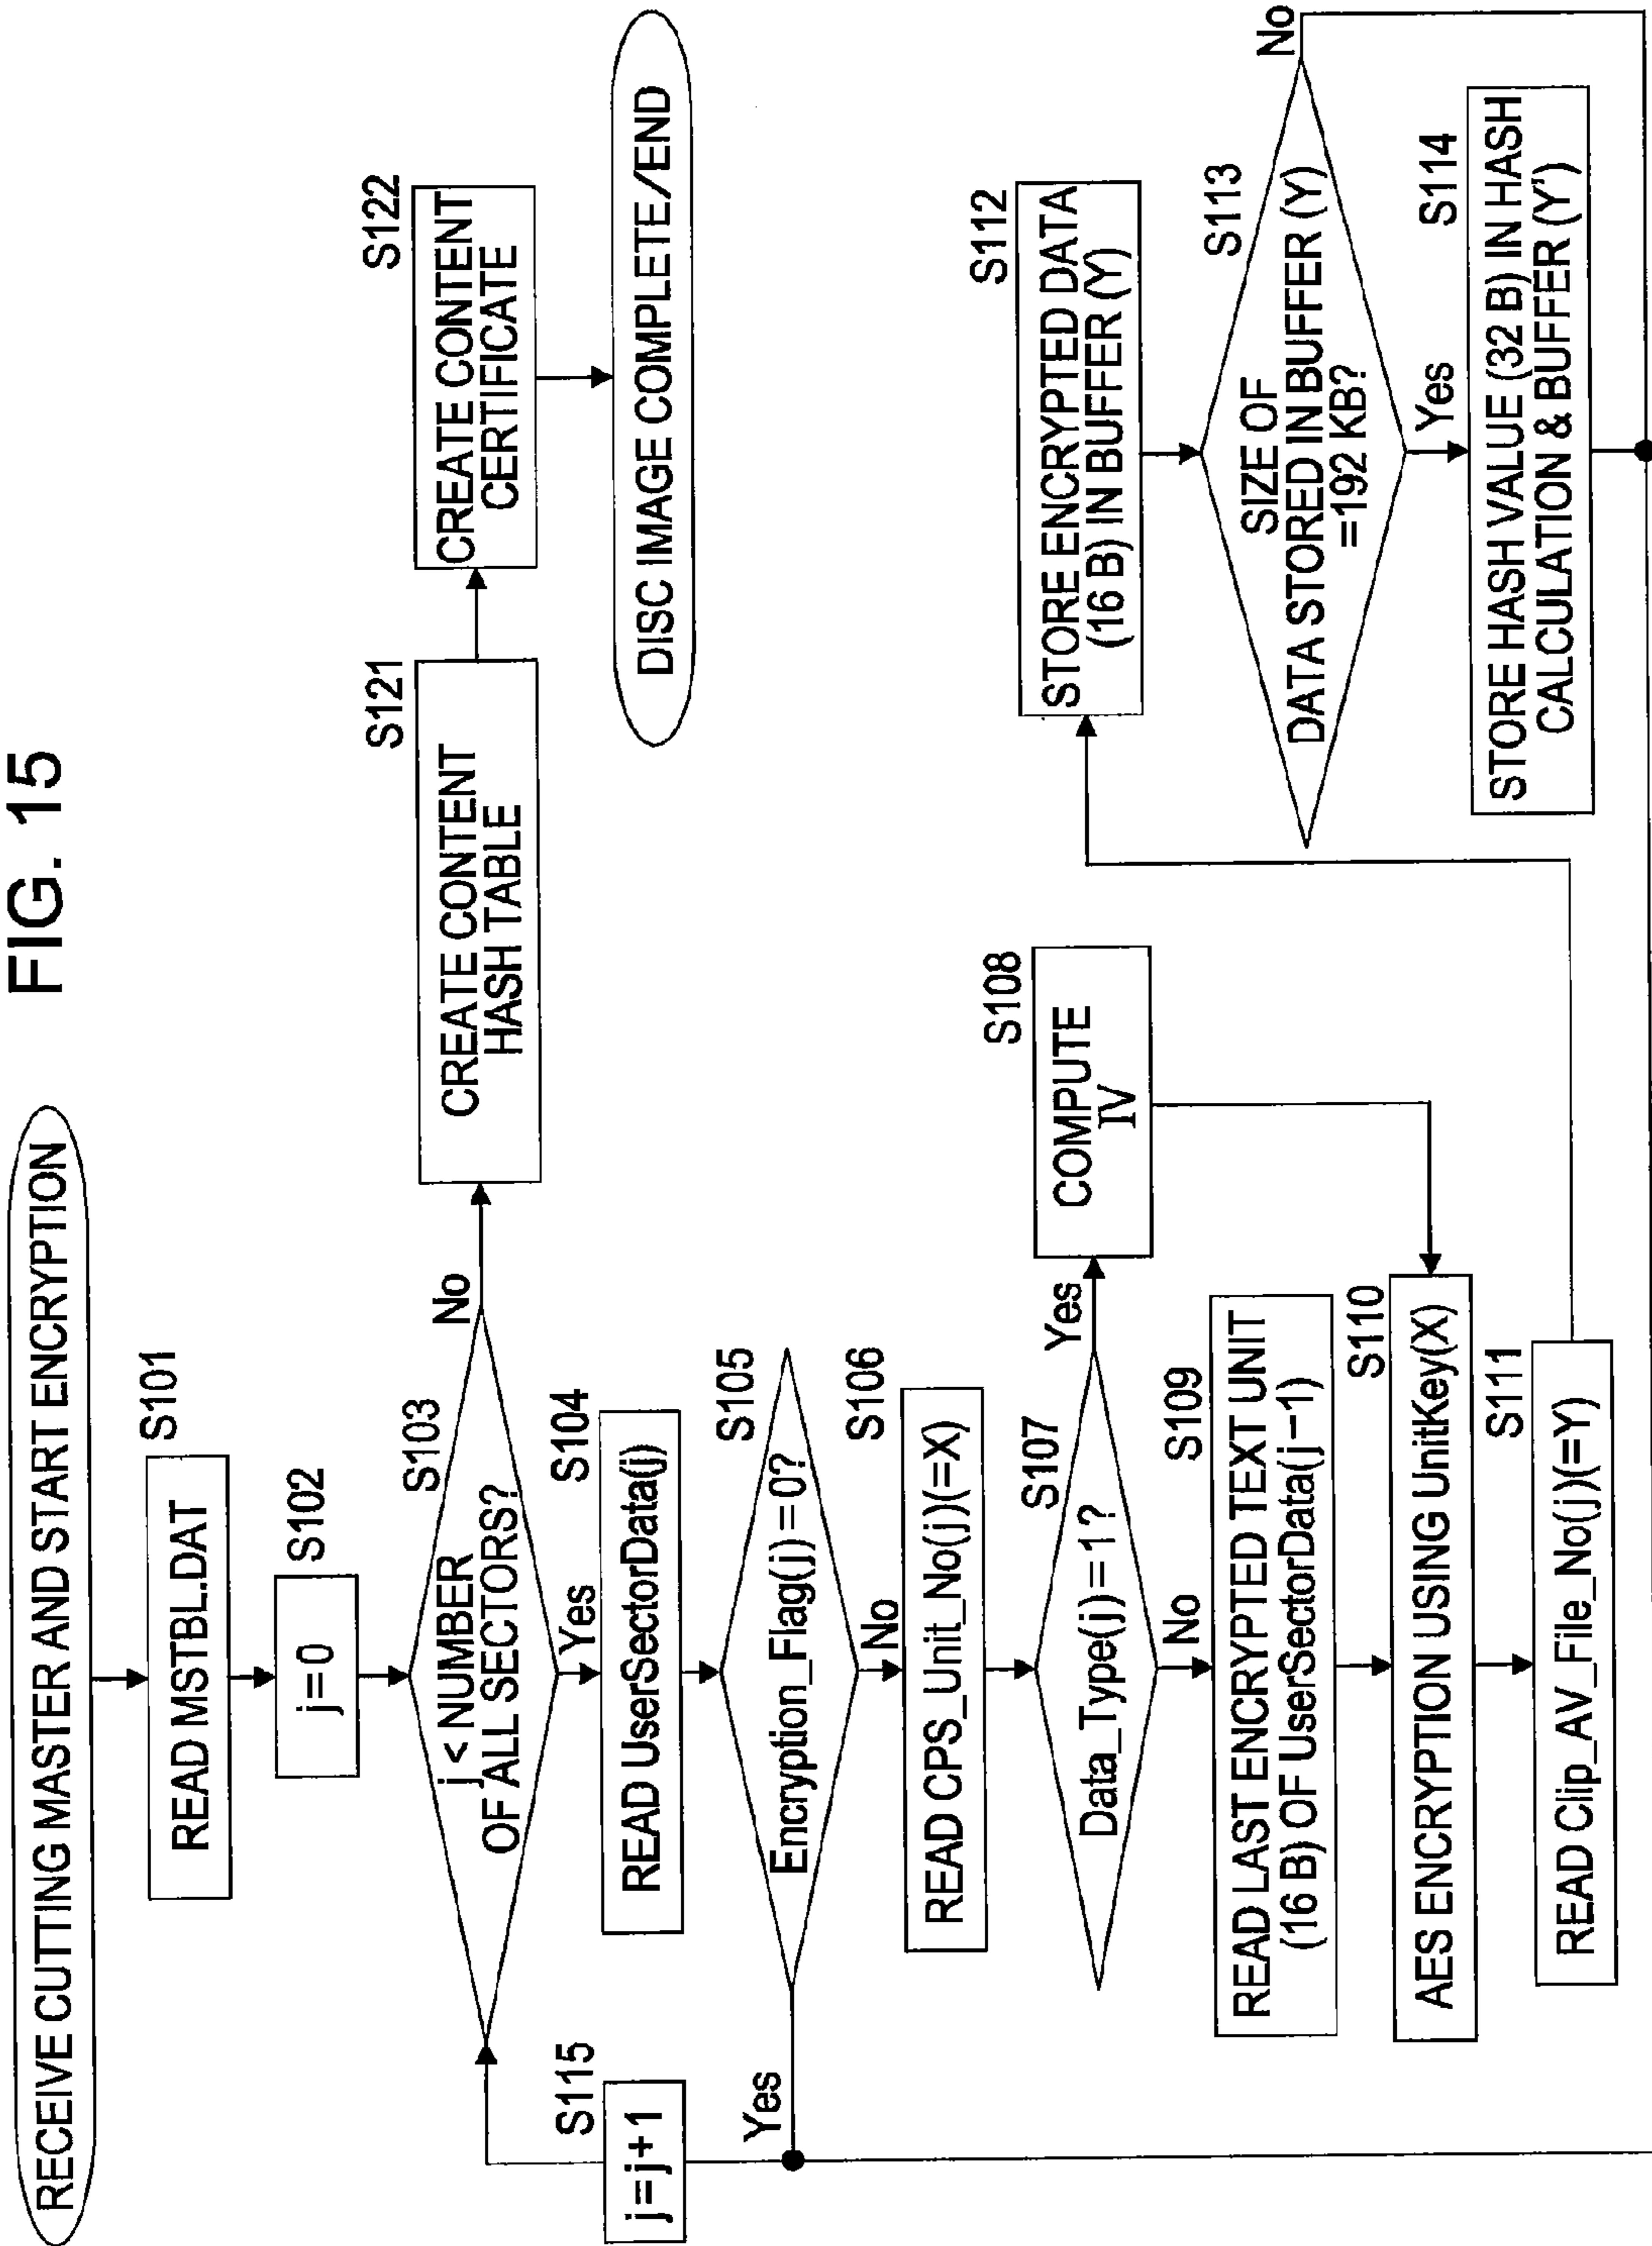 FIG. 15
RECEIVE CUTTING MASTER AND START ENCRYPTION
S101
READ MSTBL.DAT
S102
j=0
S103
j < NUMBER
OF ALL SECTORS?
No
Yes
S104
READ UserSectorData(j)
S105
Encryption_Flag(j)=0?
Yes
No
S115
j=j+1
S106
READ CPS_Unit_No(j)(=X)
S107
Data_Type(j)=1?
Yes
No
S108
COMPUTE
IV
S109
READ LAST ENCRYPTED TEXT UNIT
(16 B) OF UserSectorData(j-1)
S110
AES ENCRYPTION USING UnitKey(X)
S111
READ Clip_AV_File_No(j)(=Y)
S121
CREATE CONTENT
HASH TABLE
S122
CREATE CONTENT
CERTIFICATE
DISC IMAGE COMPLETE/END
S112
STORE ENCRYPTED DATA
(16 B) IN BUFFER (Y)
S113
SIZE OF
DATA STORED IN BUFFER (Y)
=192 KB?
No
Yes
S114
STORE HASH VALUE (32 B) IN HASH
CALCULATION & BUFFER (Y')